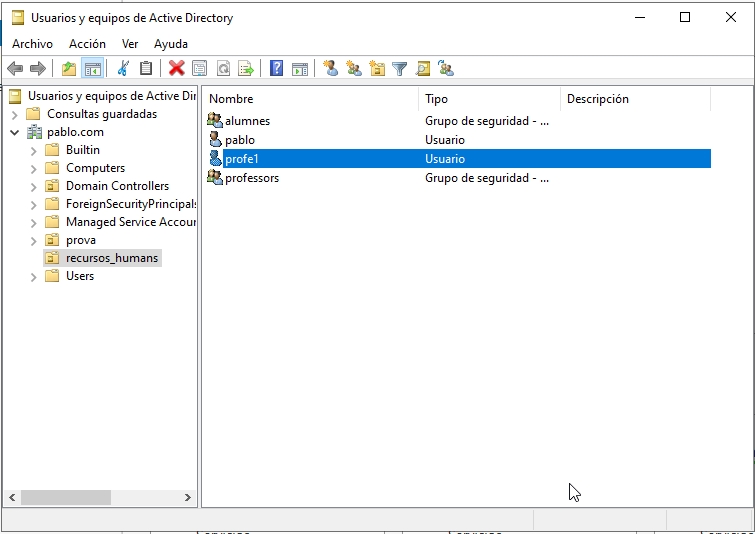 Usuarios y equipos de Active Directory
Archivo Acción Ver Ayuda
Usuarios y equipos de Active Dir
Consultas guardadas
pablo.com
Builtin
Computers
Domain Controllers
ForeignSecurityPrincipals
Managed Service Accour
prova
recursos_humans
Users
Nombre Tipo Descripción
alumnes Grupo de seguridad - ...
pablo Usuario
profe1 Usuario
professors Grupo de seguridad - ...